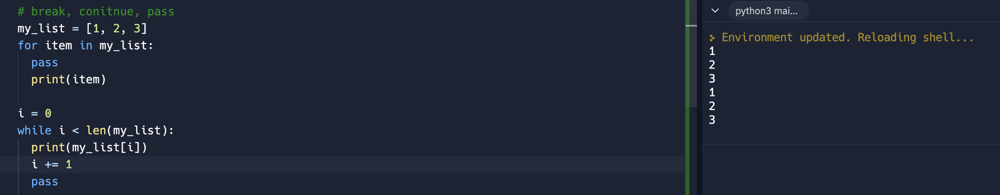 # break, conitnue, pass
my_list = [1, 2, 3]
for item in my_list:
  pass
  print(item)

i = 0
while i < len(my_list):
  print(my_list[i])
  i += 1
  pass
python3 mai...
Environment updated. Reloading shell...
1
2
3
1
2
3